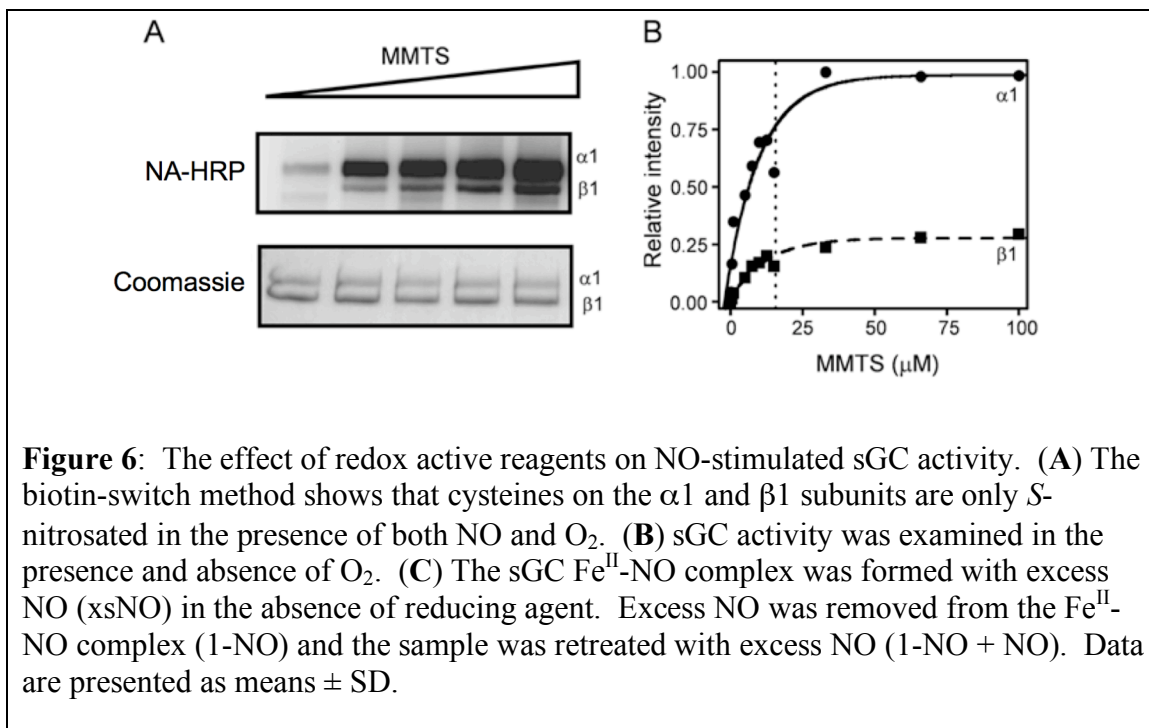 A
MMTS
NA-HRP
α1
β1
Coomassie
α1
β1
B
Relative intensity
1.00
0.75
0.50
0.25
0.00
0
25
50
75
100
MMTS (μM)
α1
β1
Figure 6: The effect of redox active reagents on NO-stimulated sGC activity. (A) The
biotin-switch method shows that cysteines on the α1 and β1 subunits are only S-
nitrosated in the presence of both NO and O₂. (B) sGC activity was examined in the
presence and absence of O₂. (C) The sGC Feᴵᴵ-NO complex was formed with excess
NO (xsNO) in the absence of reducing agent. Excess NO was removed from the Feᴵᴵ-
NO complex (1-NO) and the sample was retreated with excess NO (1-NO + NO). Data
are presented as means ± SD.